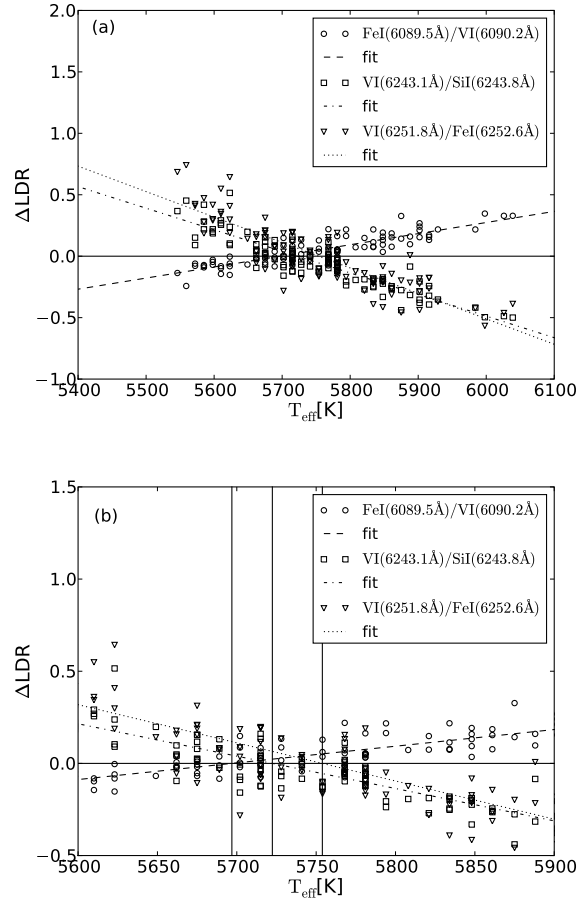 (a)
FeI(6089.5Å)/VI(6090.2Å)
fit
VI(6243.1Å)/SiI(6243.8Å)
fit
VI(6251.8Å)/FeI(6252.6Å)
fit
2.0
1.5
1.0
0.5
0.0
−0.5
−1.0
ΔLDR
5400 5500 5600 5700 5800 5900 6000 6100
Teff[K]
(b)
FeI(6089.5Å)/VI(6090.2Å)
fit
VI(6243.1Å)/SiI(6243.8Å)
fit
VI(6251.8Å)/FeI(6252.6Å)
fit
1.5
1.0
0.5
0.0
−0.5
ΔLDR
5600 5650 5700 5750 5800 5850 5900
Teff[K]